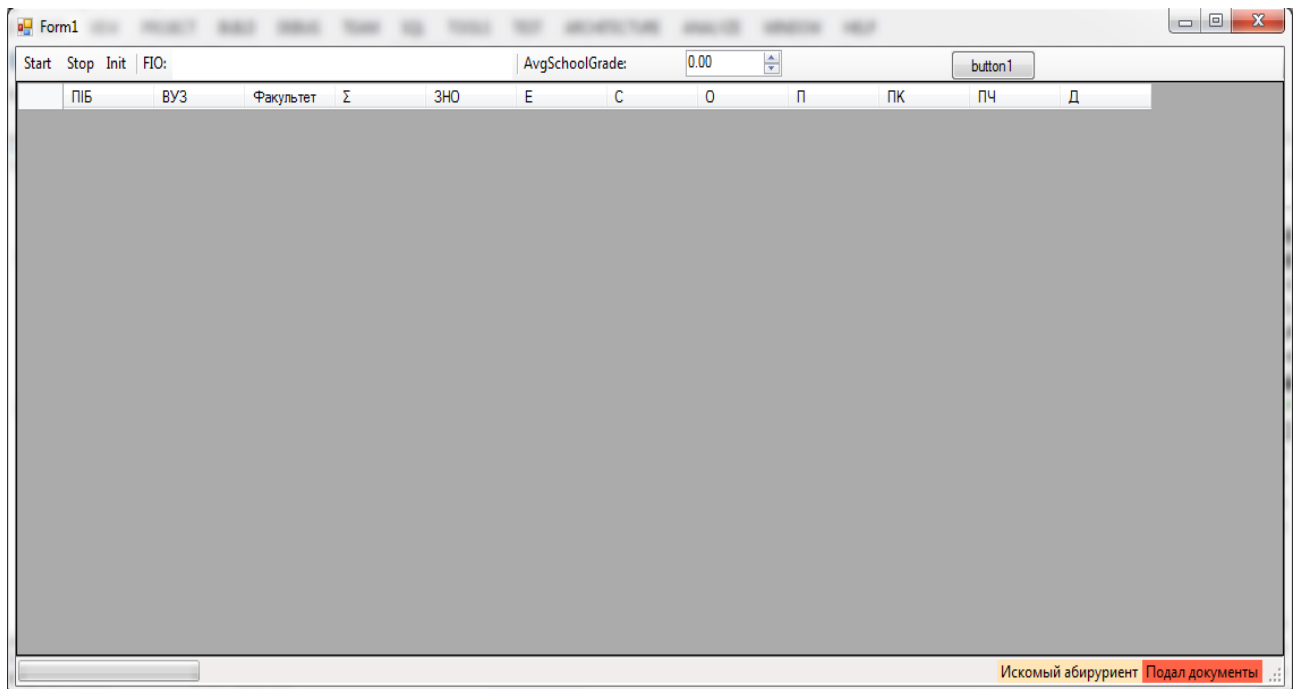 Form1
Start Stop Init FIO: AvgSchoolGrade: 0.00 button1
ПІБ ВУЗ Факультет Σ ЗНО Е С О П ПК ПЧ Д
Искомый абируриент Подал документы